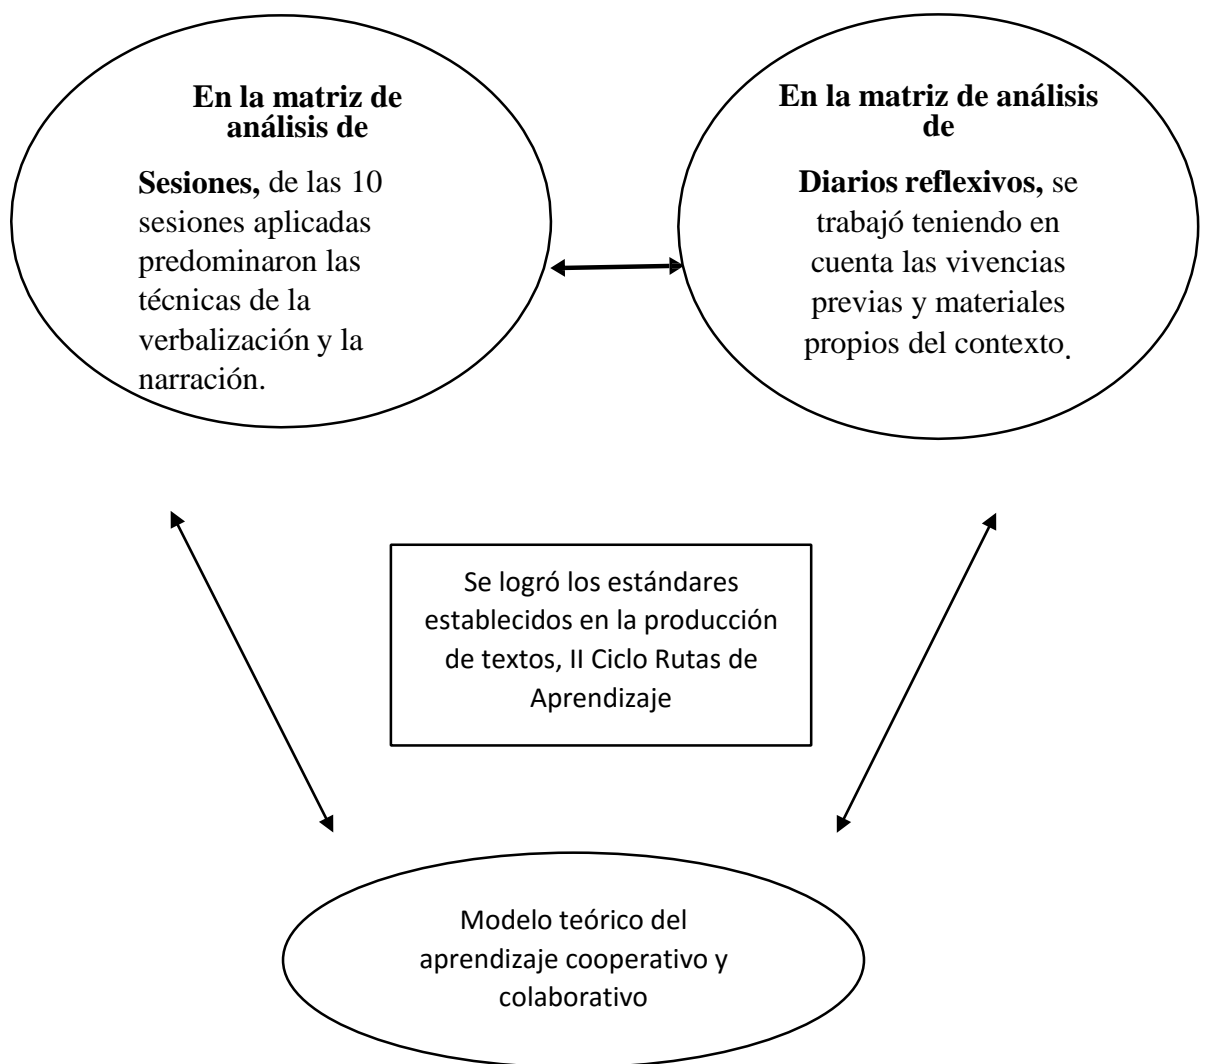 En la matriz de
análisis de
Sesiones, de las 10
sesiones aplicadas
predominaron las
técnicas de la
verbalización y la
narración.
En la matriz de análisis
de
Diarios reflexivos, se
trabajó teniendo en
cuenta las vivencias
previas y materiales
propios del contexto.
Se logró los estándares
establecidos en la producción
de textos, II Ciclo Rutas de
Aprendizaje
Modelo teórico del
aprendizaje cooperativo y
colaborativo